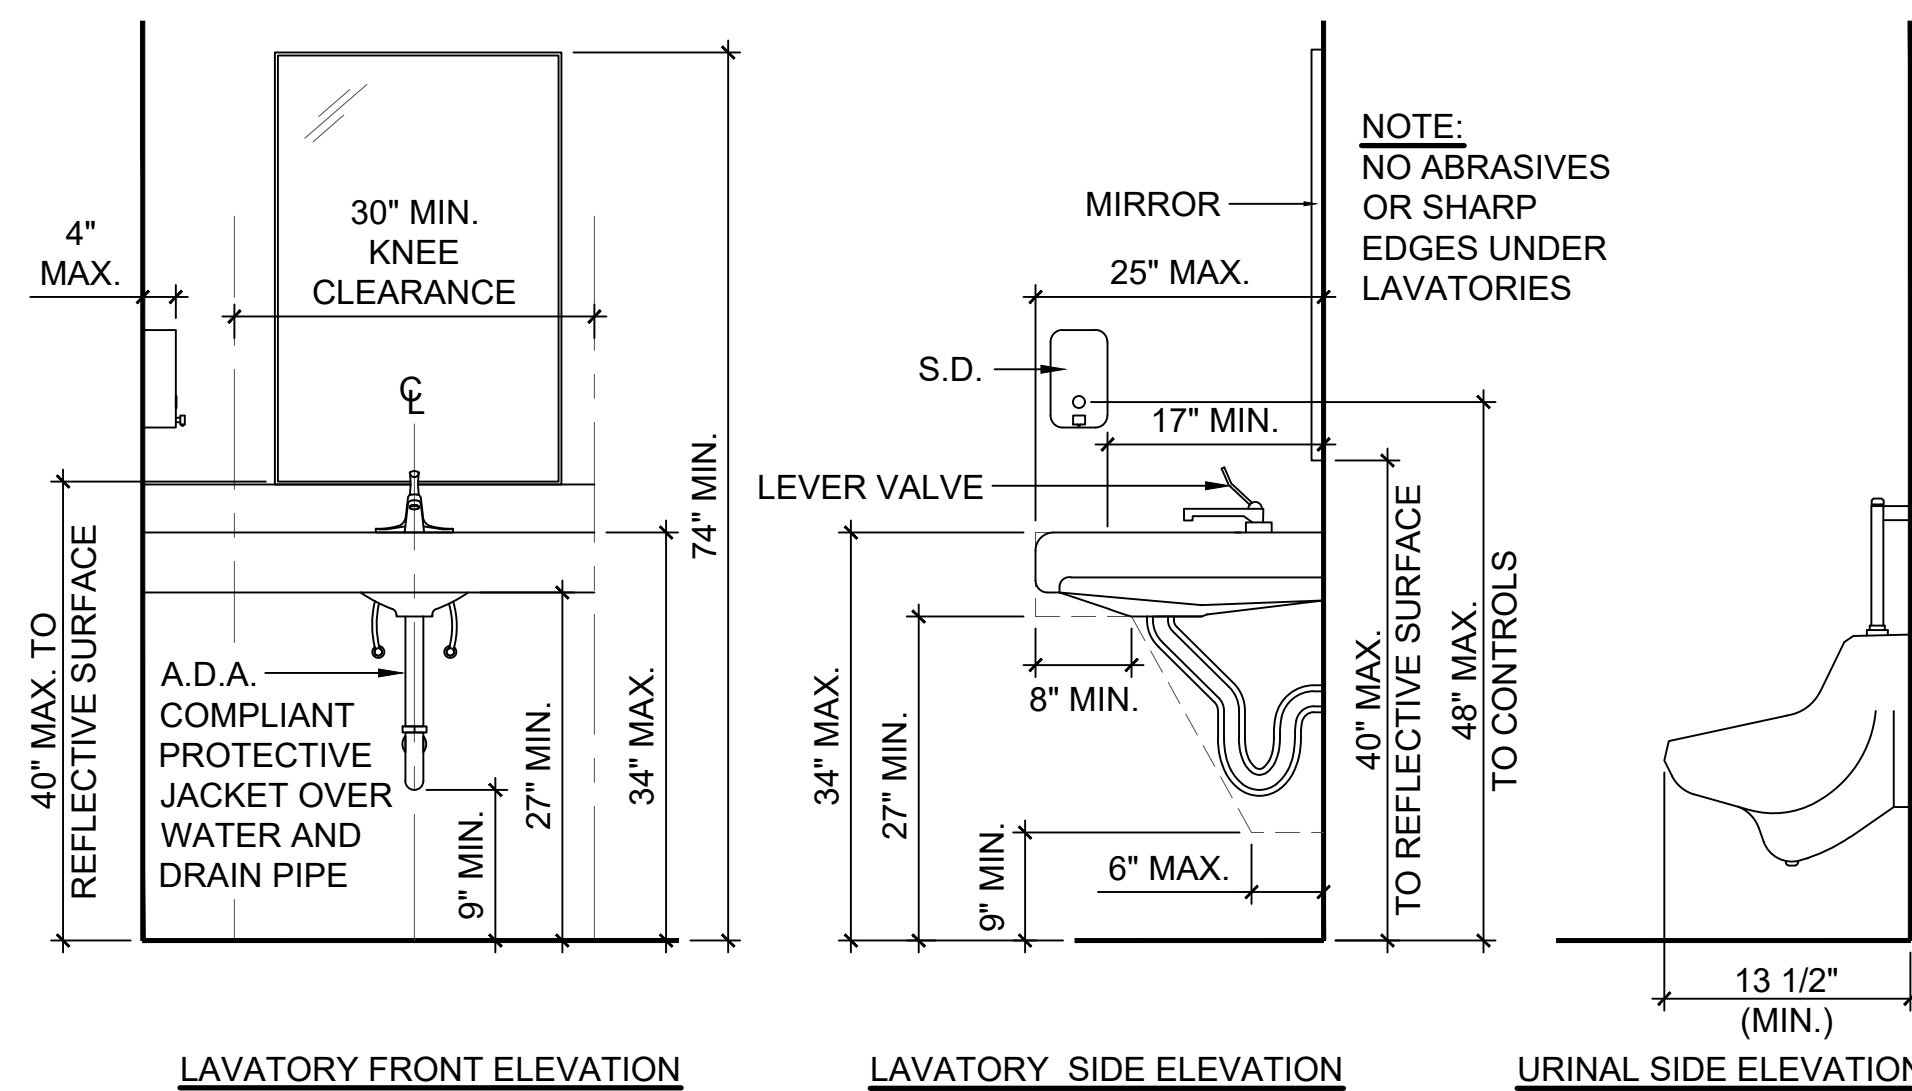 4"
MAX.
30" MIN.
KNEE
CLEARANCE
℄
74" MIN.
40" MAX. TO
REFLECTIVE SURFACE
A.D.A.
COMPLIANT
PROTECTIVE
JACKET OVER
WATER AND
DRAIN PIPE
9" MIN.
27" MIN.
34" MAX.
LAVATORY FRONT ELEVATION
MIRROR
25" MAX.
S.D.
17" MIN.
LEVER VALVE
34" MAX.
27" MIN.
8" MIN.
9" MIN.
6" MAX.
40" MAX.
TO REFLECTIVE SURFACE
48" MAX.
TO CONTROLS
LAVATORY SIDE ELEVATION
NOTE:
NO ABRASIVES
OR SHARP
EDGES UNDER
LAVATORIES
13 1/2"
(MIN.)
URINAL SIDE ELEVATION